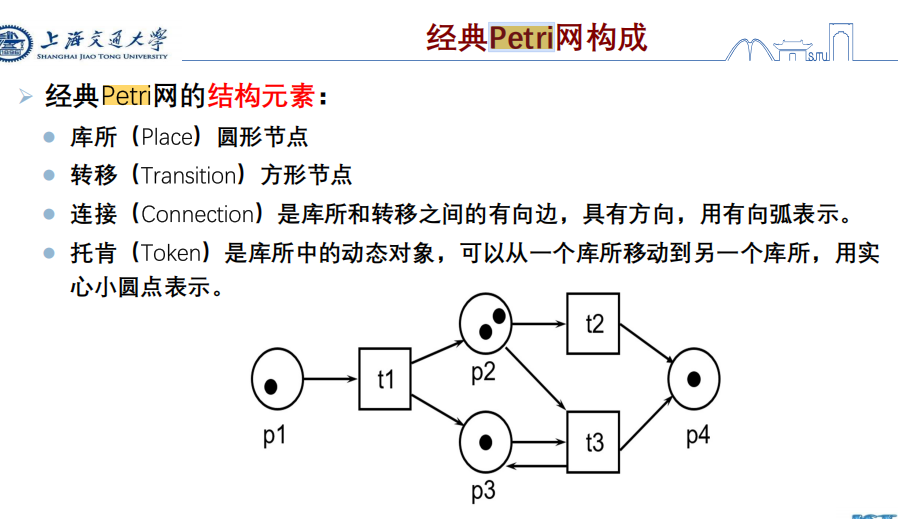 上海交通大学
SHANGHAI JIAO TONG UNIVERSITY
经典Petri网构成
经典Petri网的结构元素：
库所（Place）圆形节点
转移（Transition）方形节点
连接（Connection）是库所和转移之间的有向边，具有方向，用有向弧表示。
托肯（Token）是库所中的动态对象，可以从一个库所移动到另一个库所，用实
心小圆点表示。
t2
p2
t1
p1
p4
t3
p3